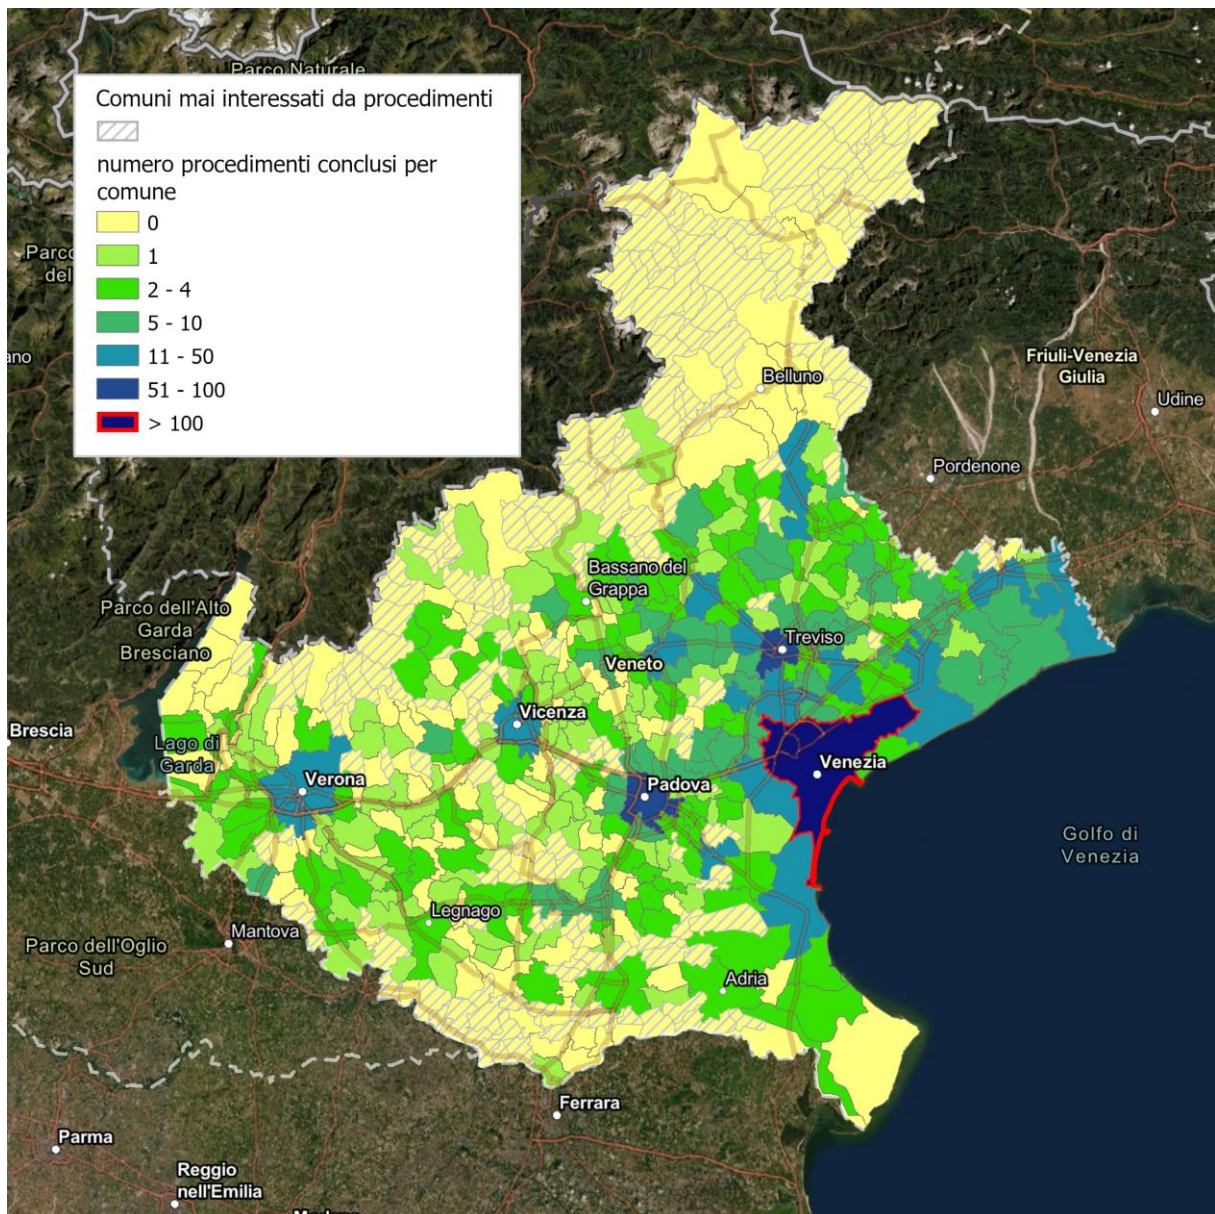 Parco Naturale
Comuni mai interessati da procedimenti
numero procedimenti conclusi per
comune
0
1
2 - 4
5 - 10
11 - 50
51 - 100
> 100
Parco
del
ano
Belluno
Friuli-Venezia
Giulia
Udine
Pordenone
Bassano del
Grappa
Parco dell'Alto
Garda
Bresciano
Treviso
Veneto
Vicenza
Brescia
Lago di
Garda
Verona
Padova
Venezia
Golfo di
Venezia
Legnago
Mantova
Parco dell'Oglio
Sud
Adria
Ferrara
Parma
Reggio
nell'Emilia